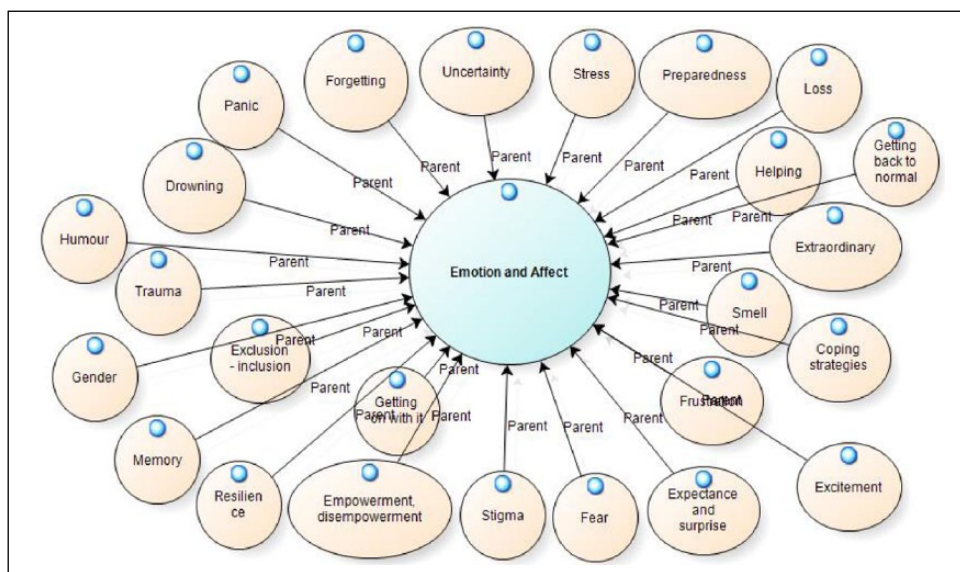 Forgetting
Uncertainty
Stress
Preparedness
Loss
Panic
Getting
back to
normal
Helping
Drowning
Parent
Parent
Parent
Parent
Parent
Parent
Parent
Parent
Parent
Humour
Extraordinary
Parent
Trauma
Emotion and Affect
Parent
Parent
Parent
Smell
Parent
Parent
Gender
Exclusion
- inclusion
Parent
Parent
Parent
Coping
strategies
Getting
on with it
Parent
Parent
Frustration
Parent
Parent
Parent
Parent
Parent
Memory
Resilien
ce
Empowerment,
disempowerment
Stigma
Fear
Expectance
and
surprise
Excitement